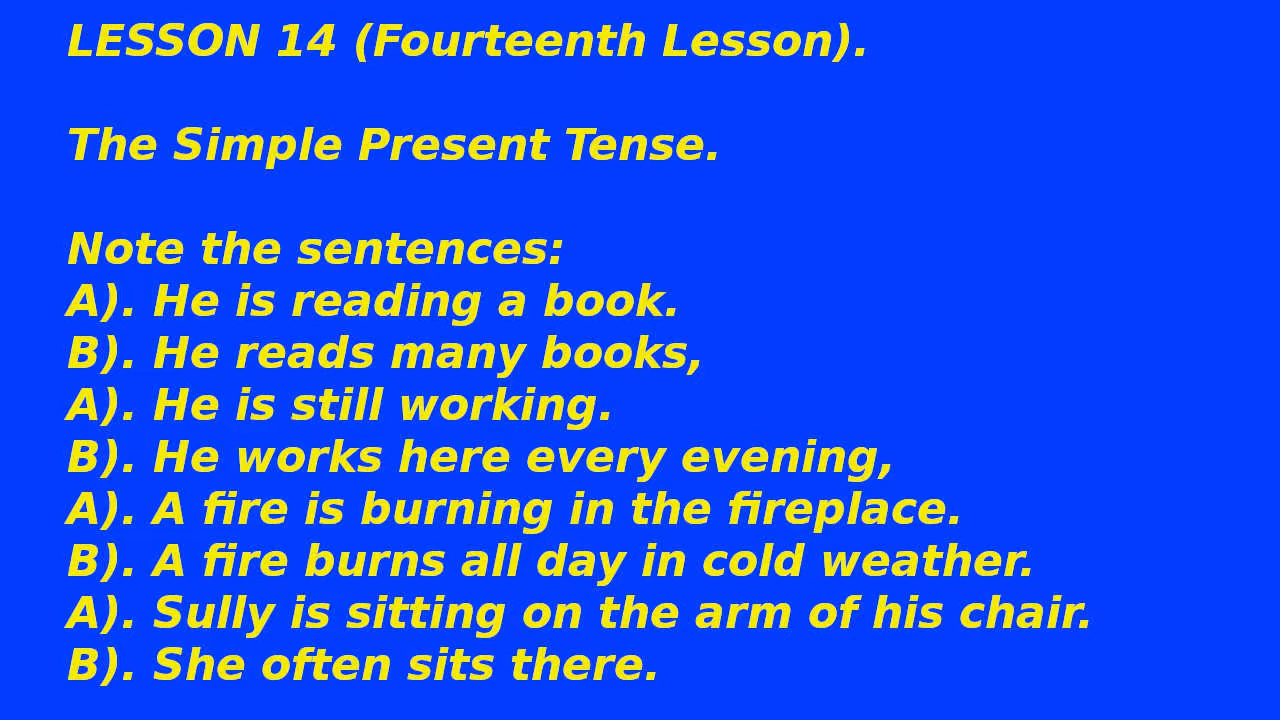 LESSON 14 (Fourteenth Lesson).
The Simple Present Tense.
Note the sentences:
A). He is reading a book.
B). He reads many books,
A). He is still working.
B). He works here every evening,
A). A fire is burning in the fireplace.
B). A fire burns all day in cold weather.
A). Sully is sitting on the arm of his chair.
B). She often sits there.